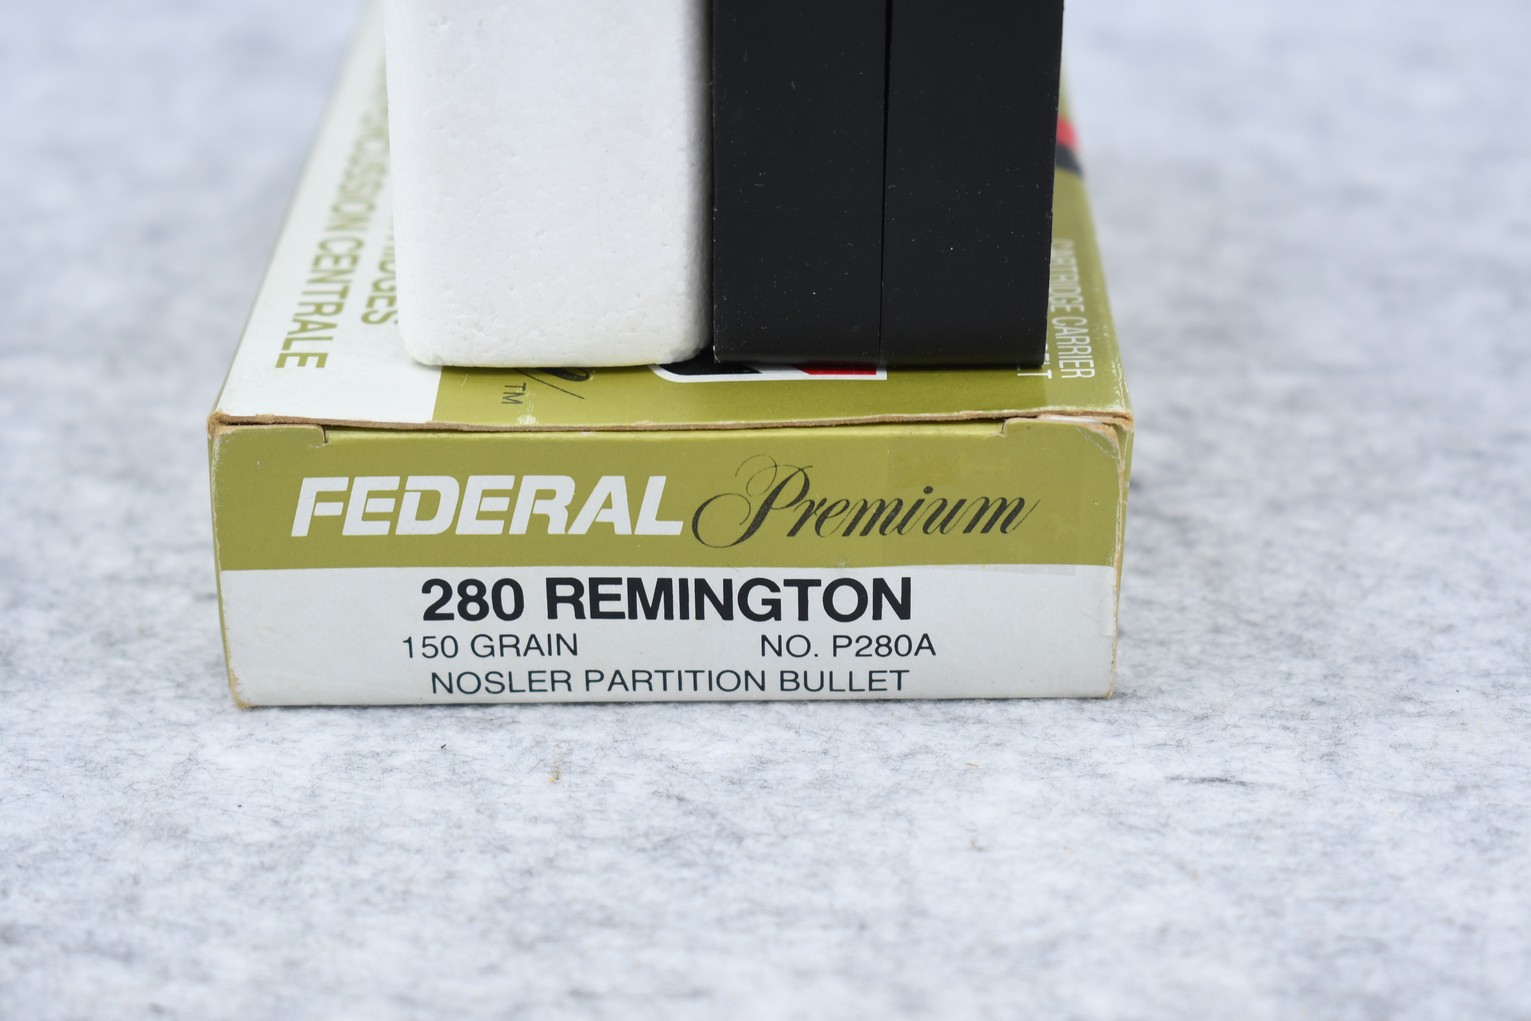 PERCUSSION CENTRALE
CARTRIDGE CARRIER
TM
FEDERAL Premium
280 REMINGTON
150 GRAIN NO. P280A
NOSLER PARTITION BULLET